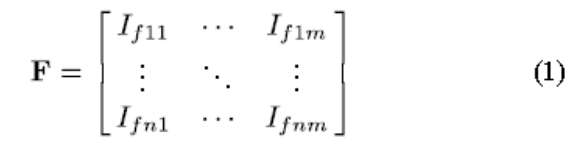 I_{f11} ⋯ I_{f1m}
F = ⋮ ⋱ ⋮ (1)
I_{fn1} ⋯ I_{fnm}